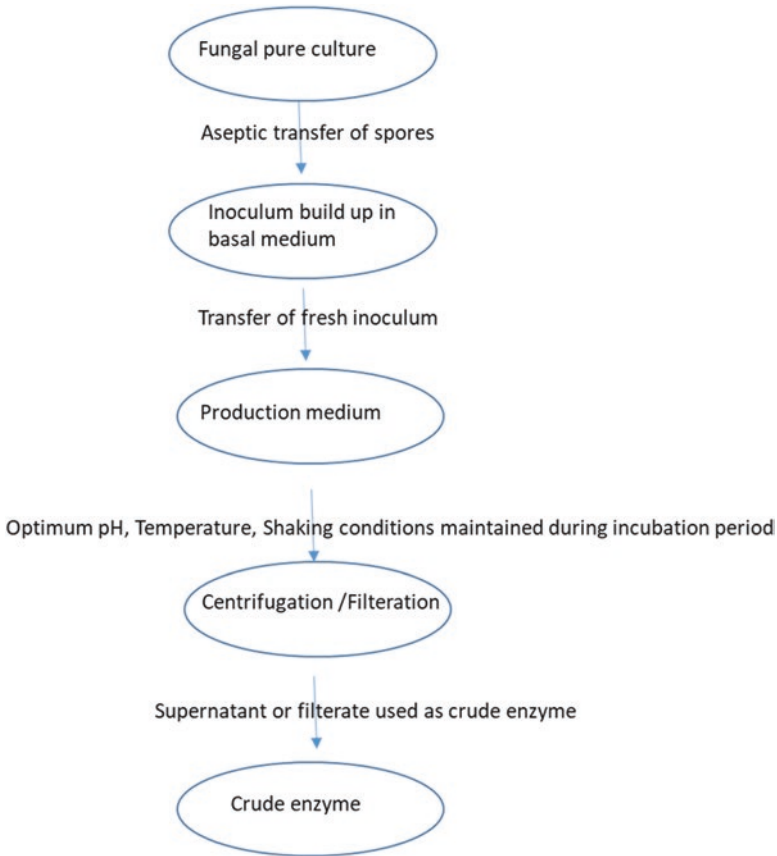 Fungal pure culture
Aseptic transfer of spores
Inoculum build up in
basal medium
Transfer of fresh inoculum
Production medium
Optimum pH, Temperature, Shaking conditions maintained during incubation period
Centrifugation /Filteration
Supernatant or filterate used as crude enzyme
Crude enzyme